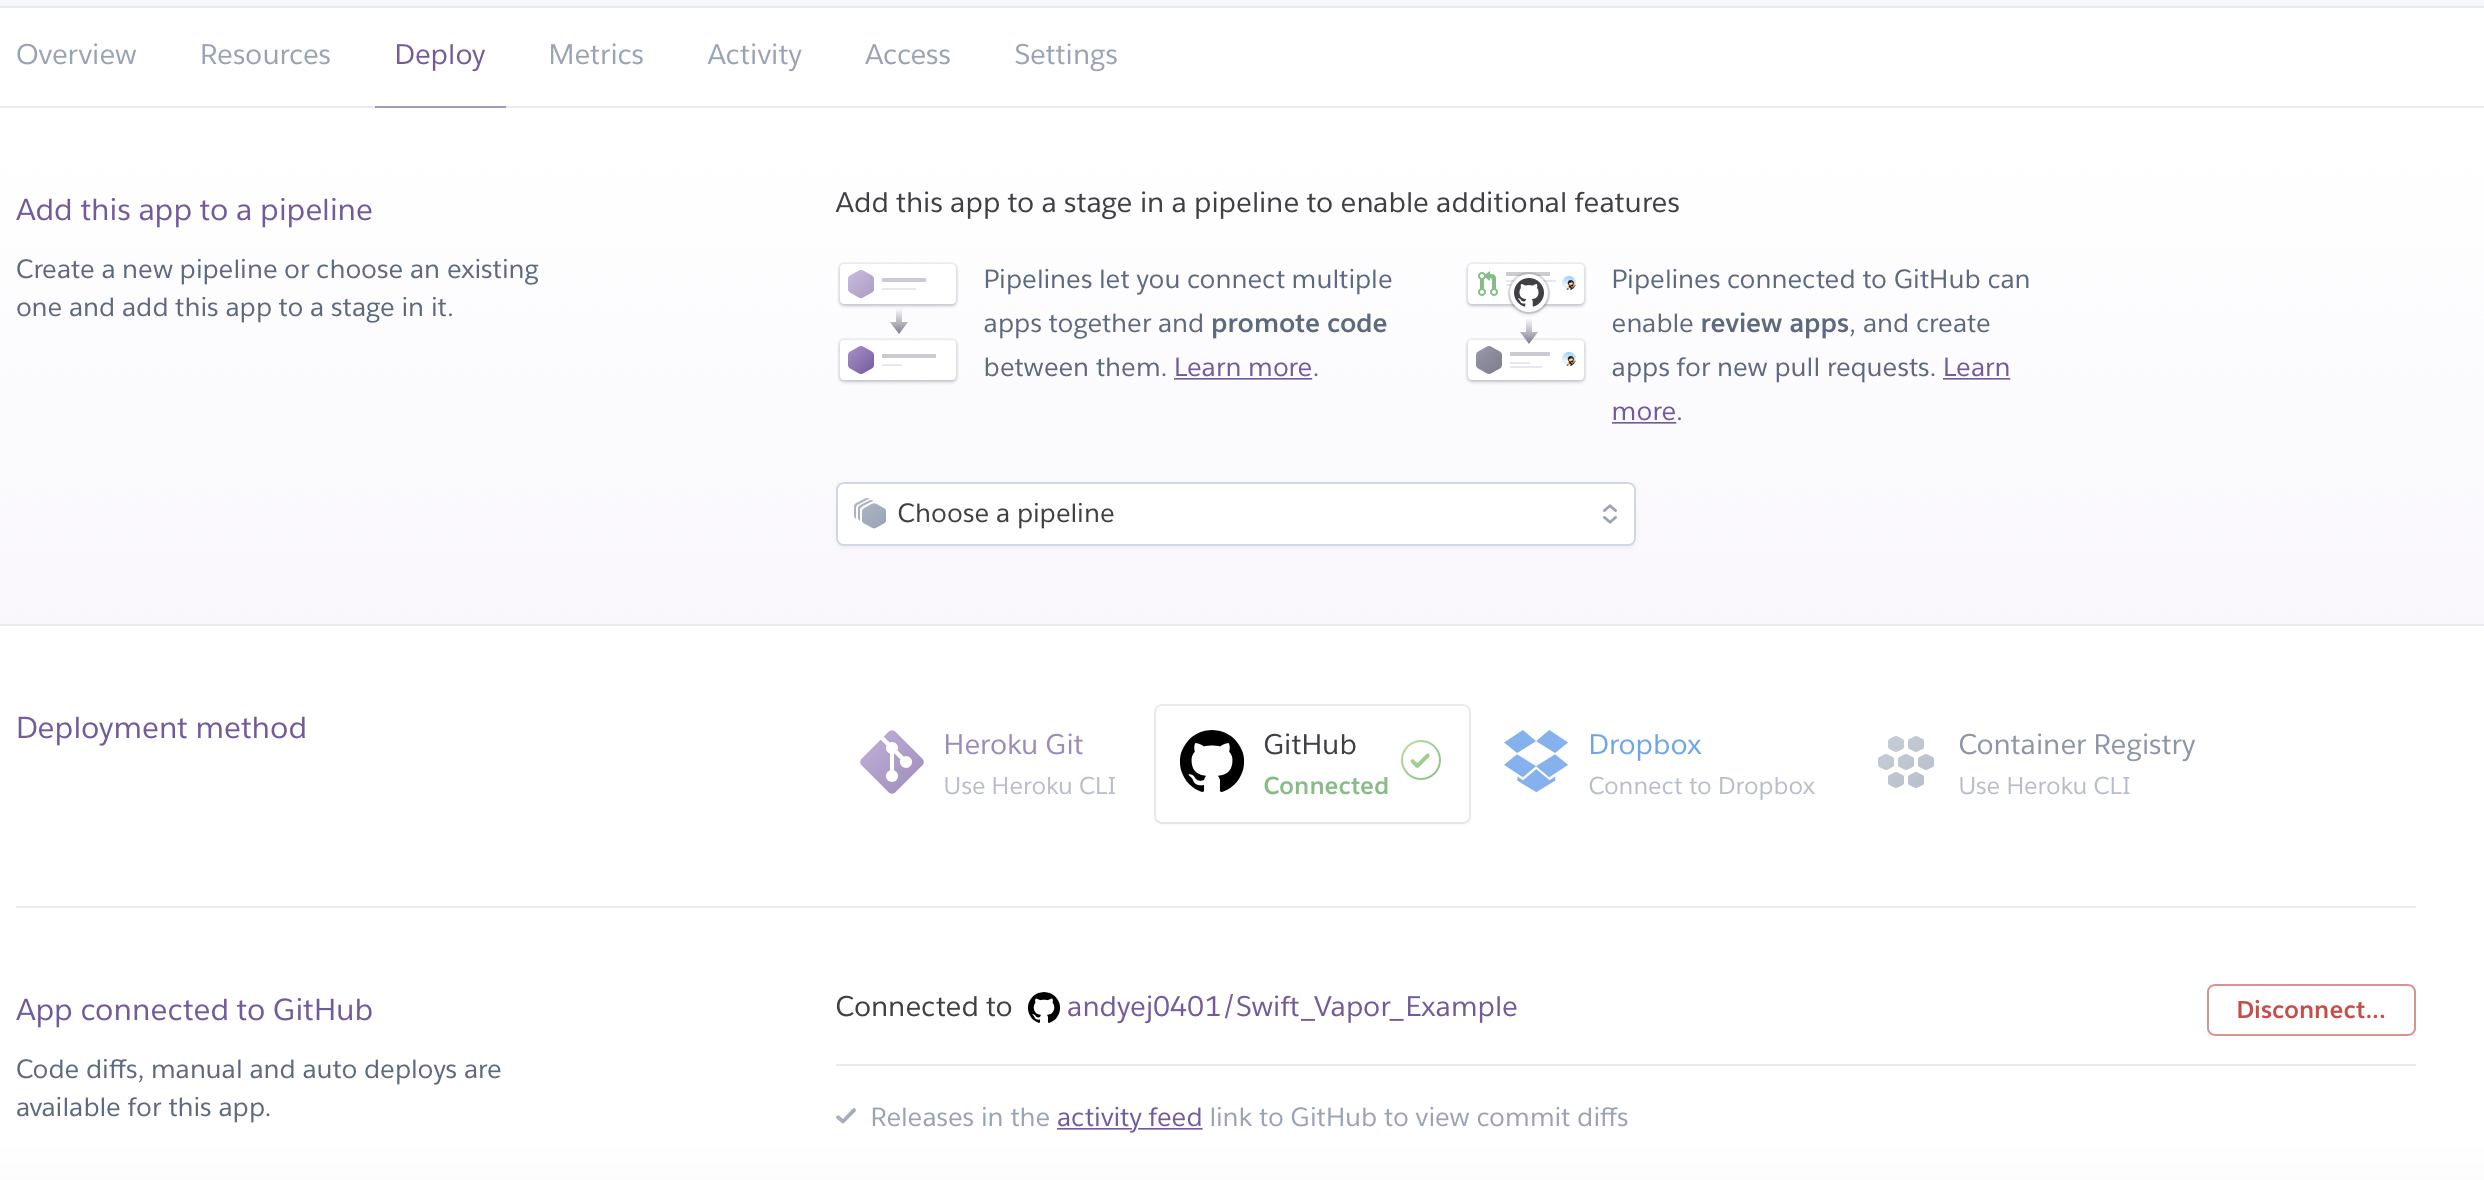 Overview Resources Deploy Metrics Activity Access Settings
Add this app to a pipeline
Create a new pipeline or choose an existing
one and add this app to a stage in it.
Add this app to a stage in a pipeline to enable additional features
Pipelines let you connect multiple
apps together and promote code
between them. Learn more.
Pipelines connected to GitHub can
enable review apps, and create
apps for new pull requests. Learn
more.
Choose a pipeline
Deployment method
Heroku Git
Use Heroku CLI
GitHub
Connected
Dropbox
Connect to Dropbox
Container Registry
Use Heroku CLI
App connected to GitHub
Code diffs, manual and auto deploys are
available for this app.
Connected to andyej0401/Swift_Vapor_Example
Disconnect...
Releases in the activity feed link to GitHub to view commit diffs